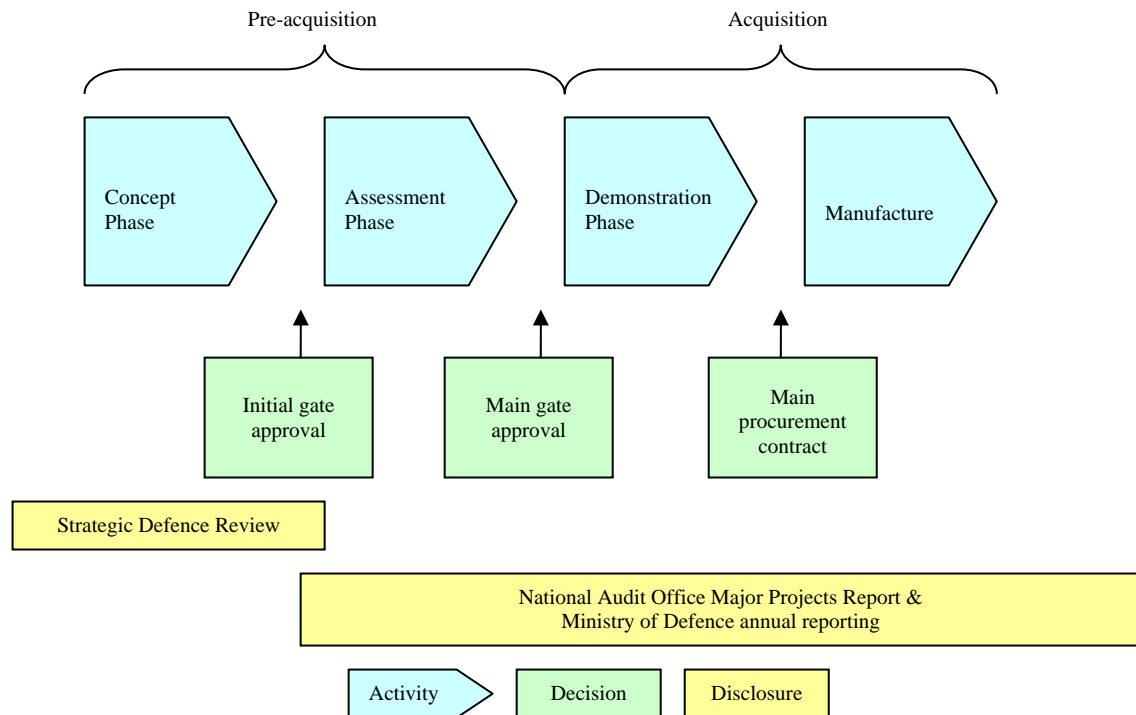 Pre-acquisition
Acquisition
Concept
Phase
Assessment
Phase
Demonstration
Phase
Manufacture
Initial gate
approval
Main gate
approval
Main
procurement
contract
Strategic Defence Review
National Audit Office Major Projects Report &
Ministry of Defence annual reporting
Activity
Decision
Disclosure